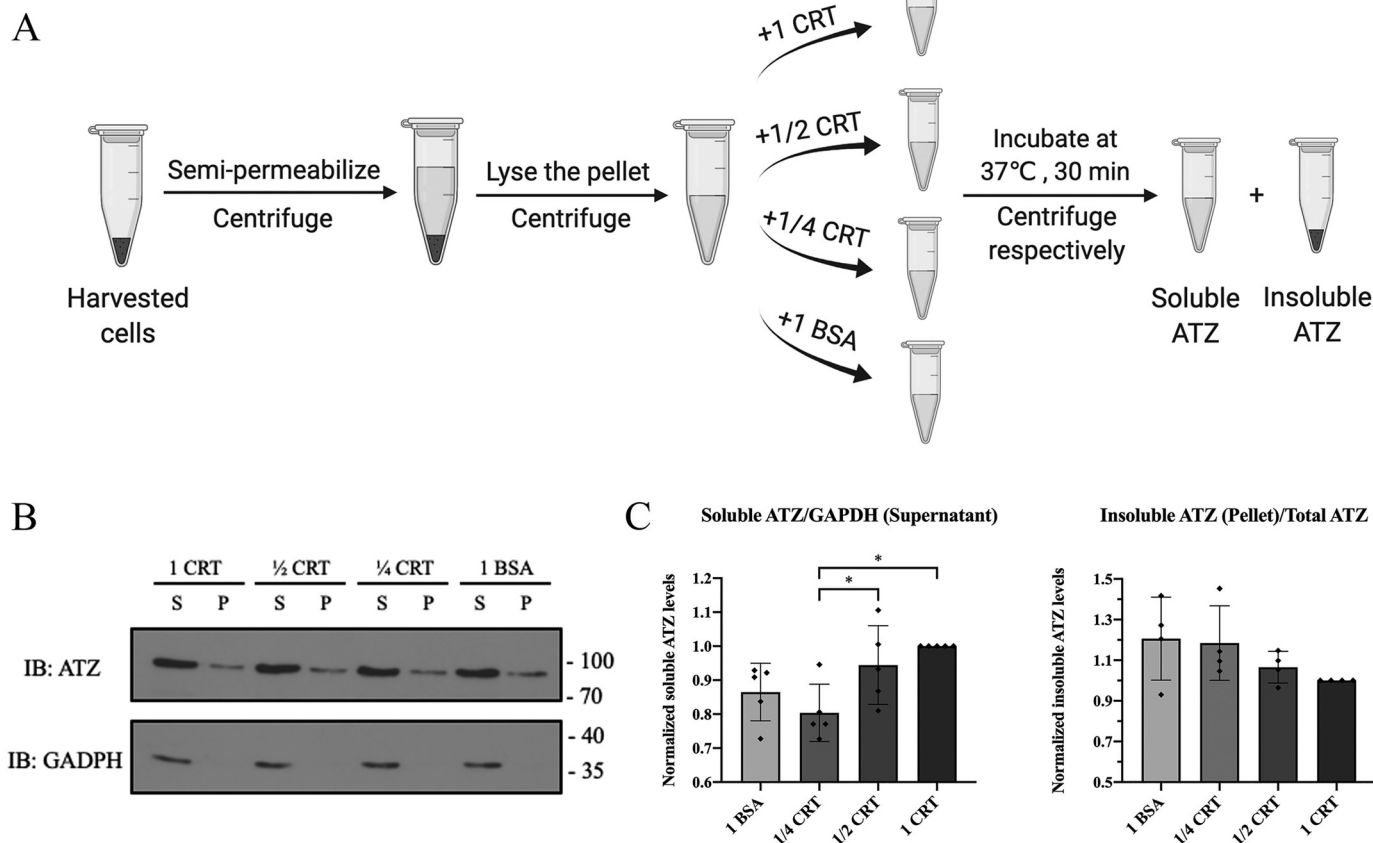 A
+1 CRT
+1/2 CRT
+1/4 CRT
+1 BSA
Semi-permeabilize
Centrifuge
Lyse the pellet
Centrifuge
Incubate at
37℃ , 30 min
Centrifuge
respectively
+
Harvested
cells
Soluble
ATZ
Insoluble
ATZ
B
1 CRT
½ CRT
¼ CRT
1 BSA
S P S P S P S P
IB: ATZ
- 100
- 70
IB: GADPH
- 40
- 35
C
Soluble ATZ/GAPDH (Supernatant)
Normalized soluble ATZ levels
1.2
1.1
1.0
0.9
0.8
0.7
0.6
*
*
1 BSA
1/4 CRT
1/2 CRT
1 CRT
Insoluble ATZ (Pellet)/Total ATZ
Normalized insoluble ATZ levels
1.5
1.3
1.1
0.9
0.7
0.5
1 BSA
1/4 CRT
1/2 CRT
1 CRT